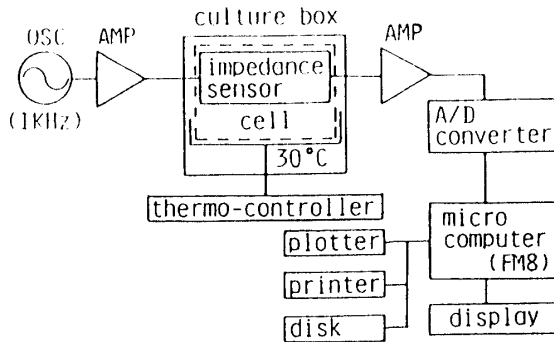 culture box
OSC
AMP
AMP
impedance
sensor
(1KHz)
cell
30°C
A/D
converter
thermo-controller
micro
computer
(FM8)
plotter
printer
disk
display